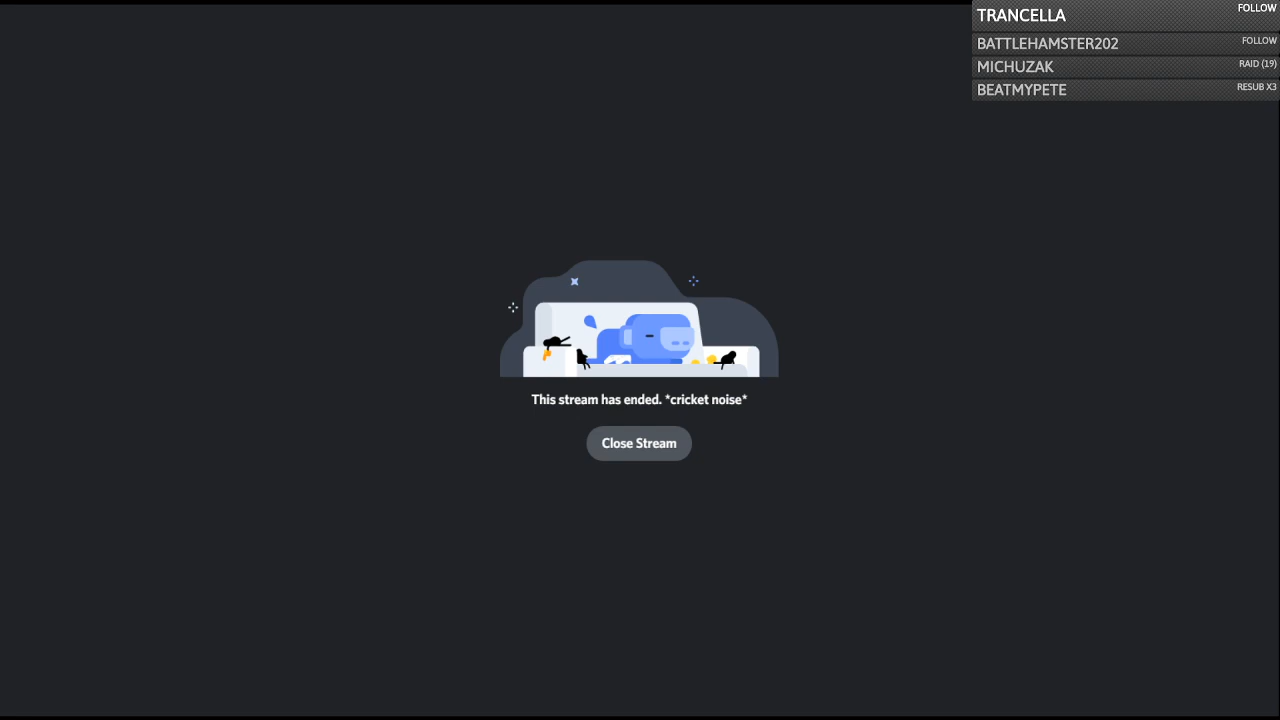 TRANCELLA FOLLOW
BATTLEHAMSTER202 FOLLOW
MICHUZAK RAID (19)
BEATMYPETE RESUB X3
This stream has ended. *cricket noise*
Close Stream